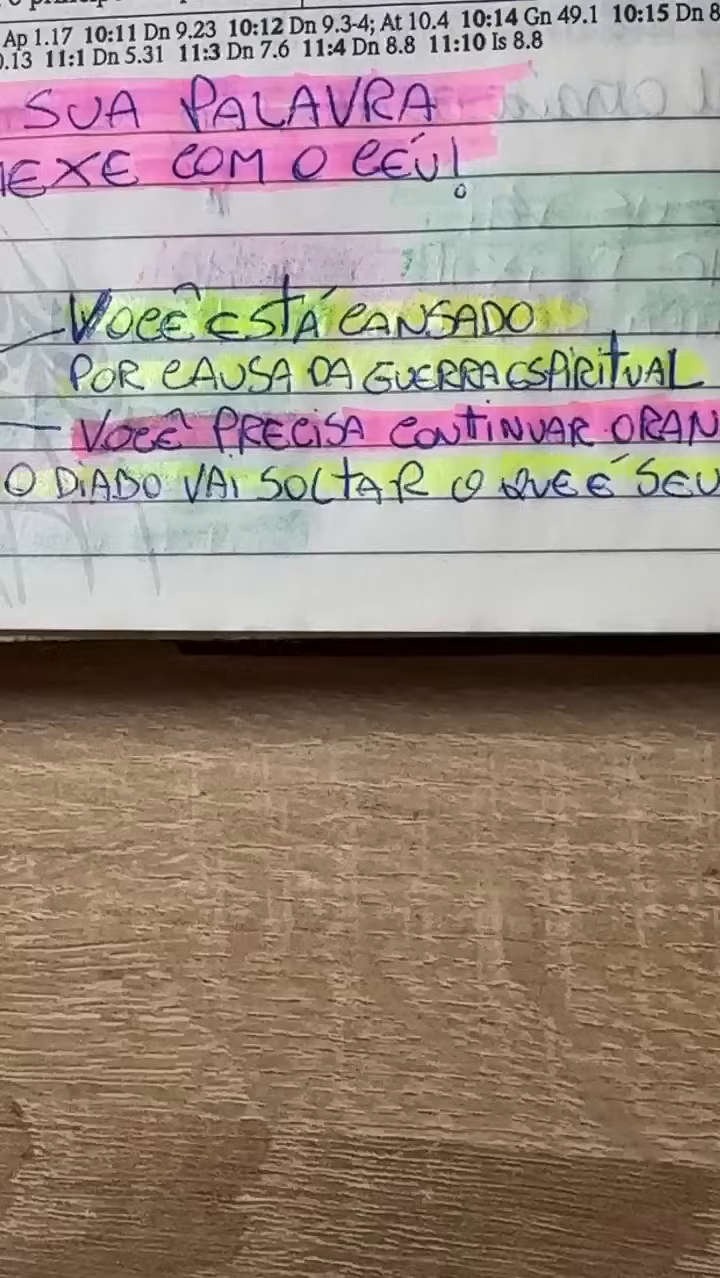 Ap 1.17 10:11 Dn 9.23 10:12 Dn 9.3-4; At 10.4 10:14 Gn 49.1 10:15 Dn 8
.13 11:1 Dn 5.31 11:3 Dn 7.6 11:4 Dn 8.8 11:10 Is 8.8
SUA PALAVRA
EXE COM O CÉU!
VOCÊ ESTÁ CANSADO
POR CAUSA DA GUERRA ESPIRITUAL
VOCÊ PRECISA CONTINUAR ORAN
O DIABO VAI SOLTAR O QUE É SEU